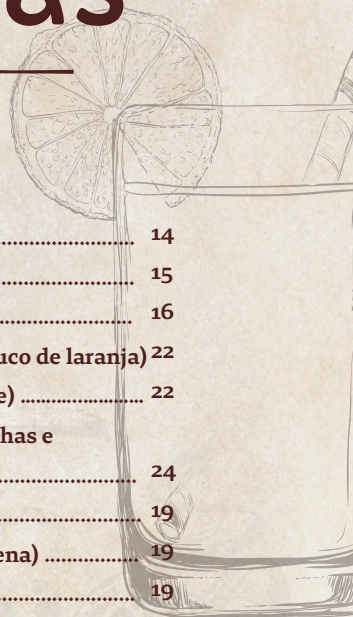 as
14
15
16
uco de laranja) 22
e) 22
has e
24
19
ena) 19
19